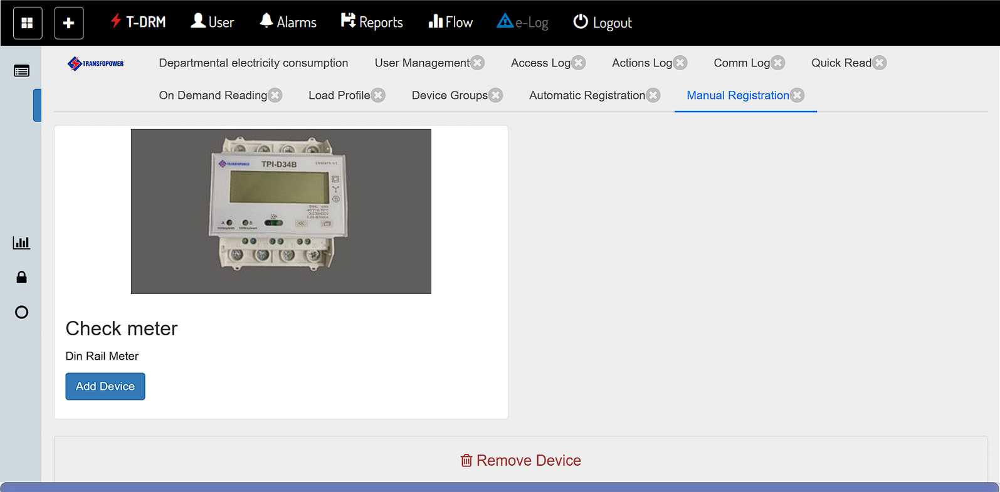 T-DRM User Alarms Reports Flow e-Log Logout
TRANSFOPOWER Departmental electricity consumption User Management Access Log Actions Log Comm Log Quick Read
On Demand Reading Load Profile Device Groups Automatic Registration Manual Registration
TRANSFOPOWER TPI-D34B
A B
Check meter
Din Rail Meter
Add Device
Remove Device